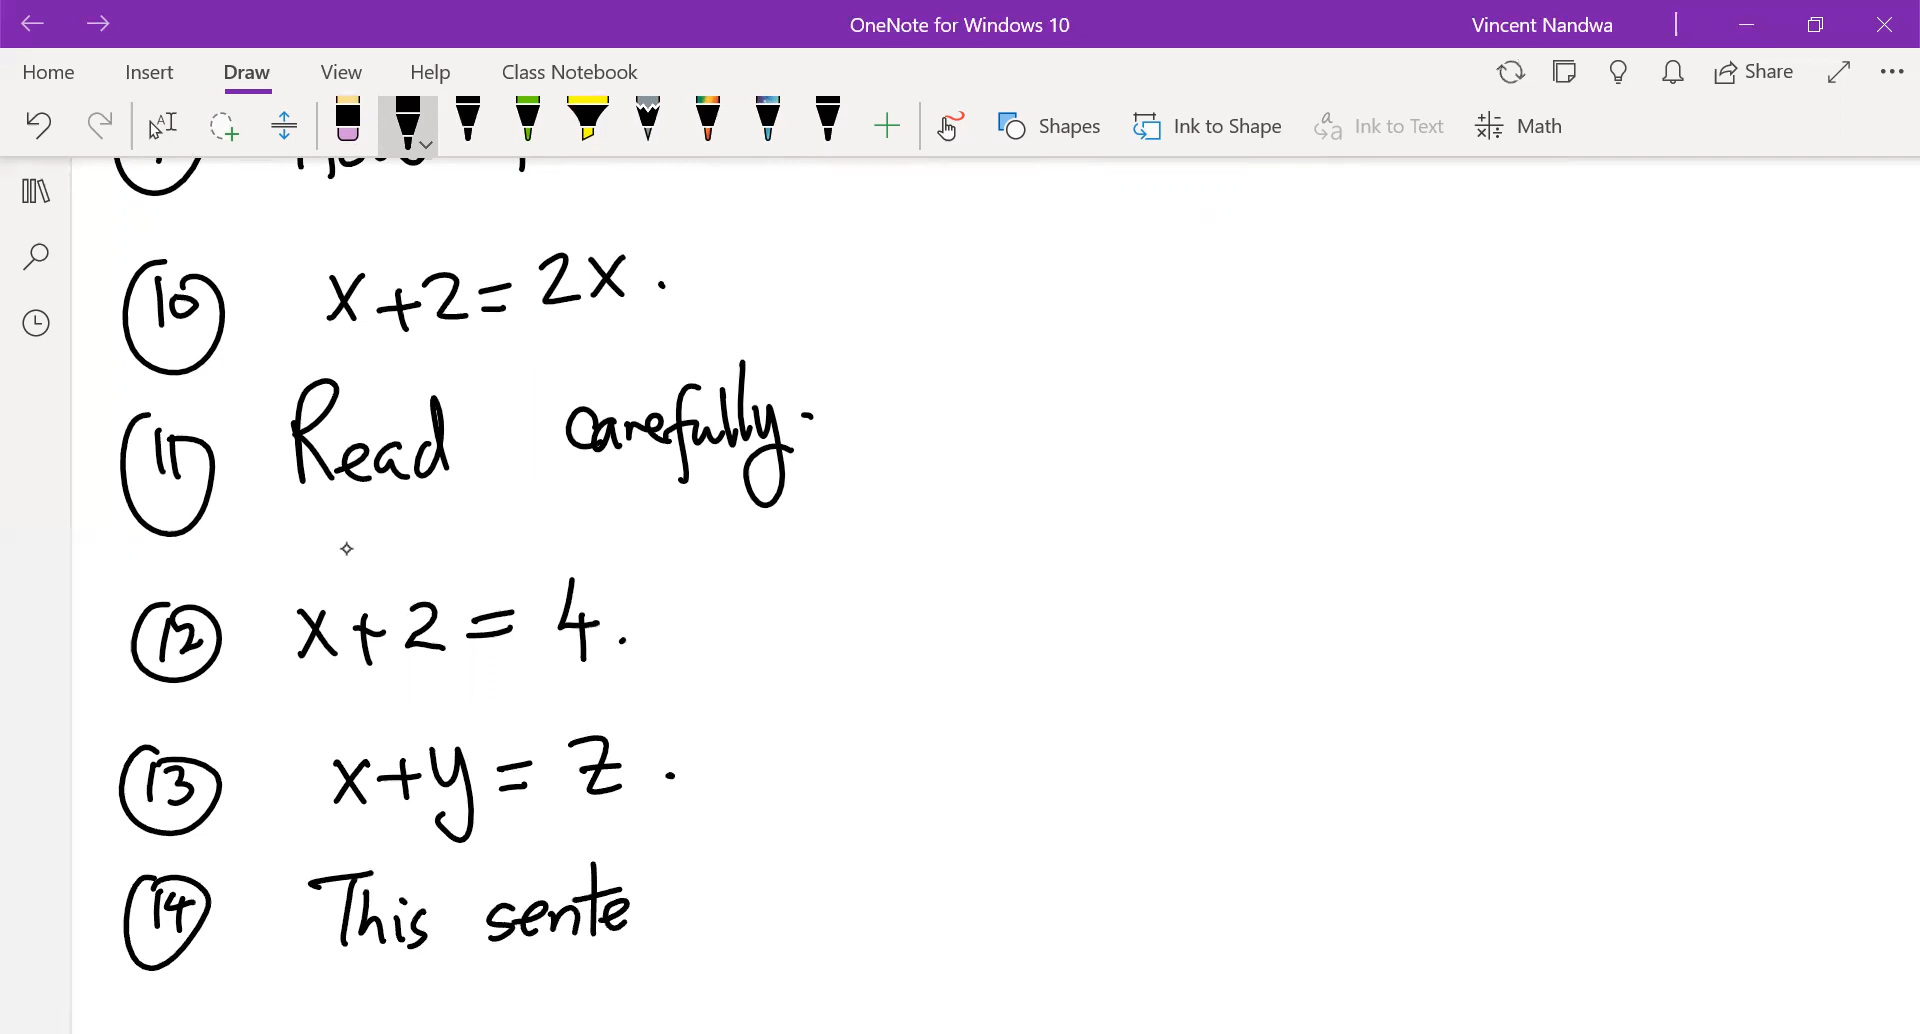 OneNote for Windows 10 Vincent Nandwa
Home Insert Draw View Help Class Notebook Share
Shapes Ink to Shape Ink to Text Math
10 x+2=2x.
11 Read carefully.
12 x+2=4.
13 x+y=z.
14 This sente